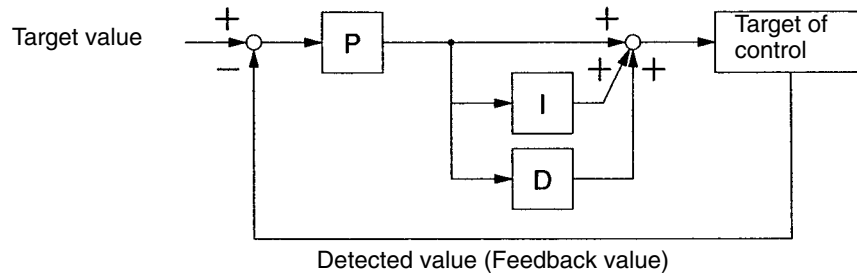 Target value
+
−
P
+
+
+
I
D
Target of
control
Detected value (Feedback value)